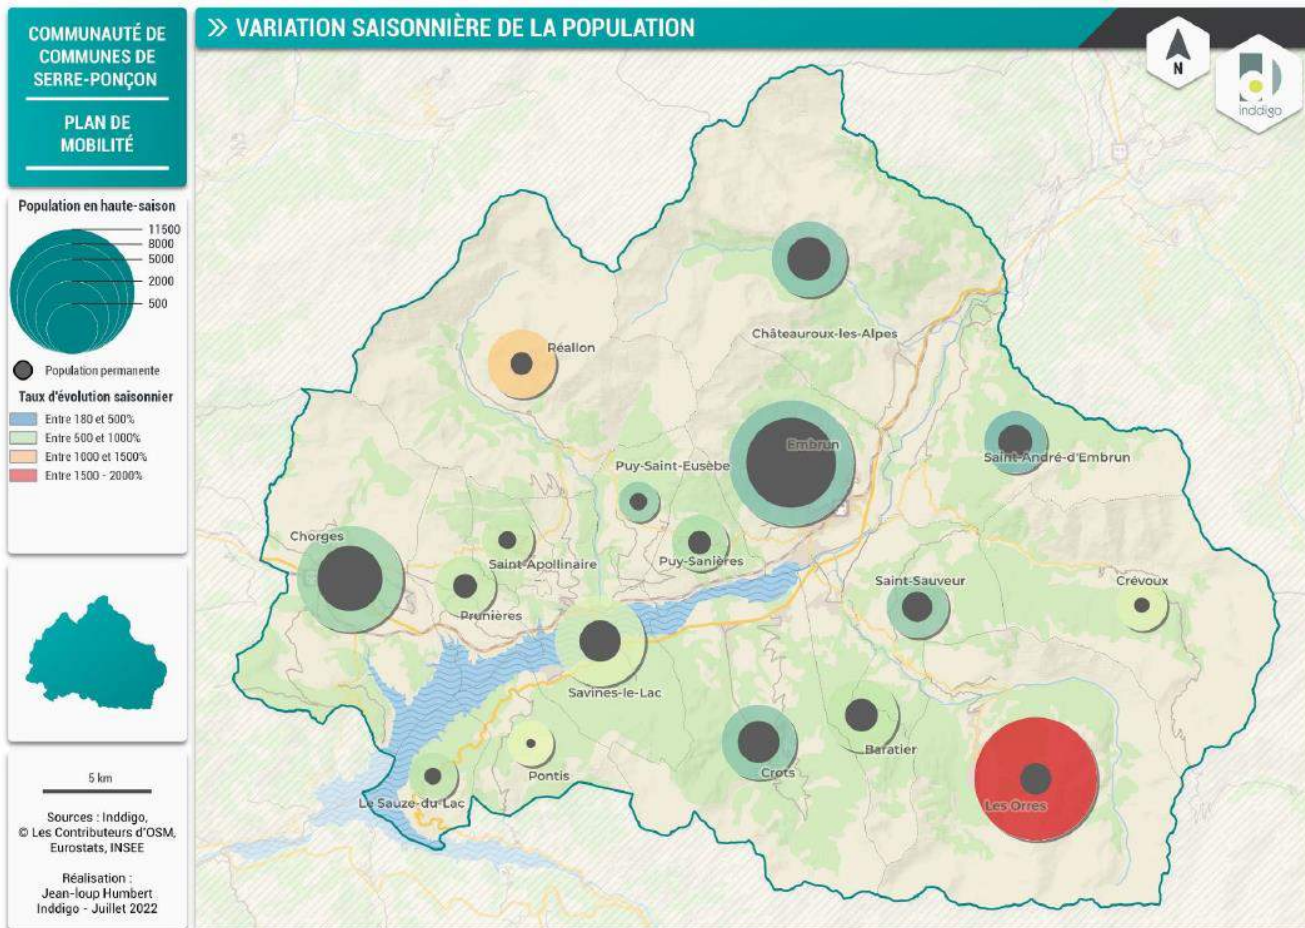 COMMUNAUTÉ DE
COMMUNES DE
SERRE-PONÇON
PLAN DE
MOBILITÉ
>> VARIATION SAISONNIÈRE DE LA POPULATION
N
inddigo
Population en haute-saison
11500
8000
5000
2000
500
Population permanente
Taux d'évolution saisonnier
Entre 180 et 500%
Entre 500 et 1000%
Entre 1000 et 1500%
Entre 1500 - 2000%
5 km
Sources : Inddigo,
© Les Contributeurs d'OSM,
Eurostats, INSEE
Réalisation :
Jean-loup Humbert
Inddigo - Juillet 2022
Châteauroux-les-Alpes
Réallon
Embrun
Saint-André-d'Embrun
Puy-Saint-Eusèbe
Chorges
Saint-Apollinaire
Puy-Sanières
Prunières
Saint-Sauveur
Crévoux
Savines-le-Lac
Baratier
Pontis
Crots
Le Sauze-du-Lac
Les Orres